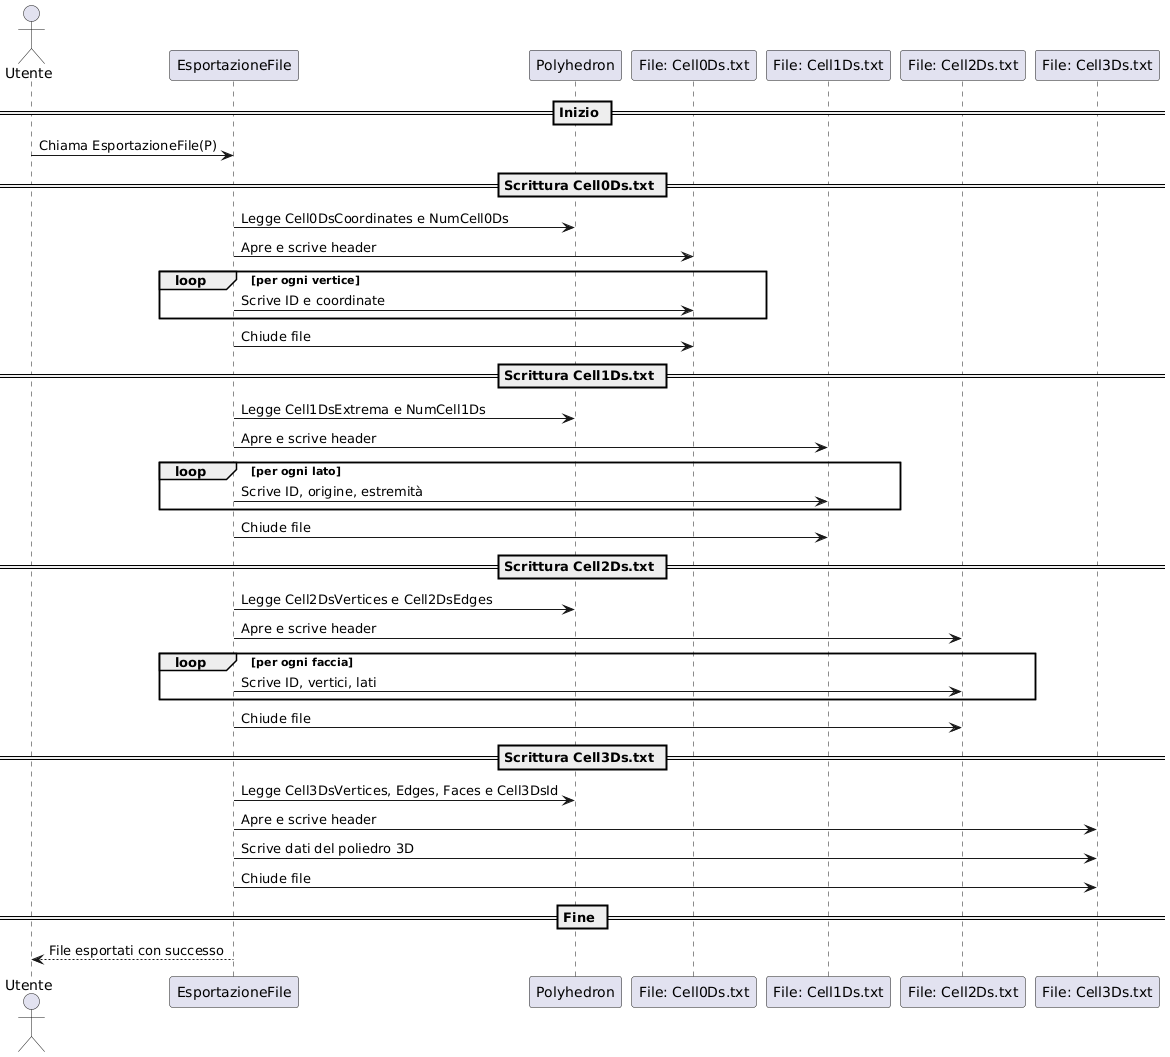 Utente
EsportazioneFile
Polyhedron
File: Cell0Ds.txt
File: Cell1Ds.txt
File: Cell2Ds.txt
File: Cell3Ds.txt
Inizio
Chiama EsportazioneFile(P)
Scrittura Cell0Ds.txt
Legge Cell0DsCoordinates e NumCell0Ds
Apre e scrive header
loop
[per ogni vertice]
Scrive ID e coordinate
Chiude file
Scrittura Cell1Ds.txt
Legge Cell1DsExtrema e NumCell1Ds
Apre e scrive header
loop
[per ogni lato]
Scrive ID, origine, estremità
Chiude file
Scrittura Cell2Ds.txt
Legge Cell2DsVertices e Cell2DsEdges
Apre e scrive header
loop
[per ogni faccia]
Scrive ID, vertici, lati
Chiude file
Scrittura Cell3Ds.txt
Legge Cell3DsVertices, Edges, Faces e Cell3DsId
Apre e scrive header
Scrive dati del poliedro 3D
Chiude file
Fine
File esportati con successo
Utente
EsportazioneFile
Polyhedron
File: Cell0Ds.txt
File: Cell1Ds.txt
File: Cell2Ds.txt
File: Cell3Ds.txt